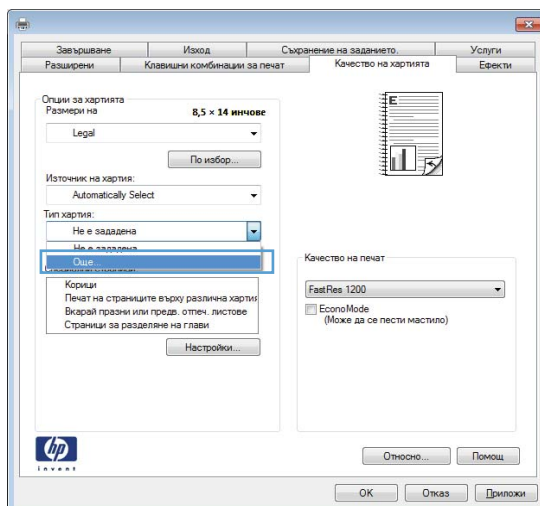 Завършване Изход Съхранение на заданието. Услуги
Разширени Клавишни комбинации за печат Качество на хартията Ефекти
Опции за хартията
Размери на 8,5 × 14 инчове
Legal
По избор...
Източник на хартия:
Automatically Select
Тип хартия:
Не е зададена
Не е зададена
Още...
Корици
Печат на страниците върху различна хартия
Вкарай празни или предв. отпеч. листове
Страници за разделяне на глави
Настройки...
E
Качество на печат
FastRes 1200
EconoMode
(Може да се пести мастило)
hp
invent
Относно... Помощ
OK Отказ Приложи